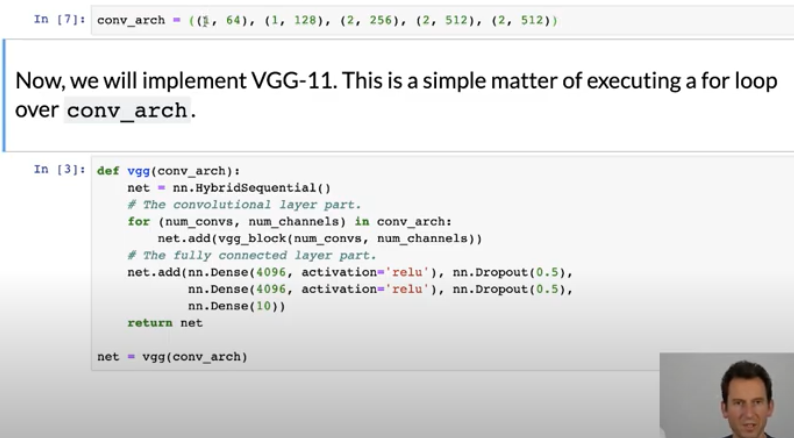 In [7]: conv_arch = ((1, 64), (1, 128), (2, 256), (2, 512), (2, 512))
Now, we will implement VGG-11. This is a simple matter of executing a for loop
over conv_arch.
In [3]: def vgg(conv_arch):
    net = nn.HybridSequential()
    # The convolutional layer part.
    for (num_convs, num_channels) in conv_arch:
        net.add(vgg_block(num_convs, num_channels))
    # The fully connected layer part.
    net.add(nn.Dense(4096, activation='relu'), nn.Dropout(0.5),
            nn.Dense(4096, activation='relu'), nn.Dropout(0.5),
            nn.Dense(10))
    return net
net = vgg(conv_arch)